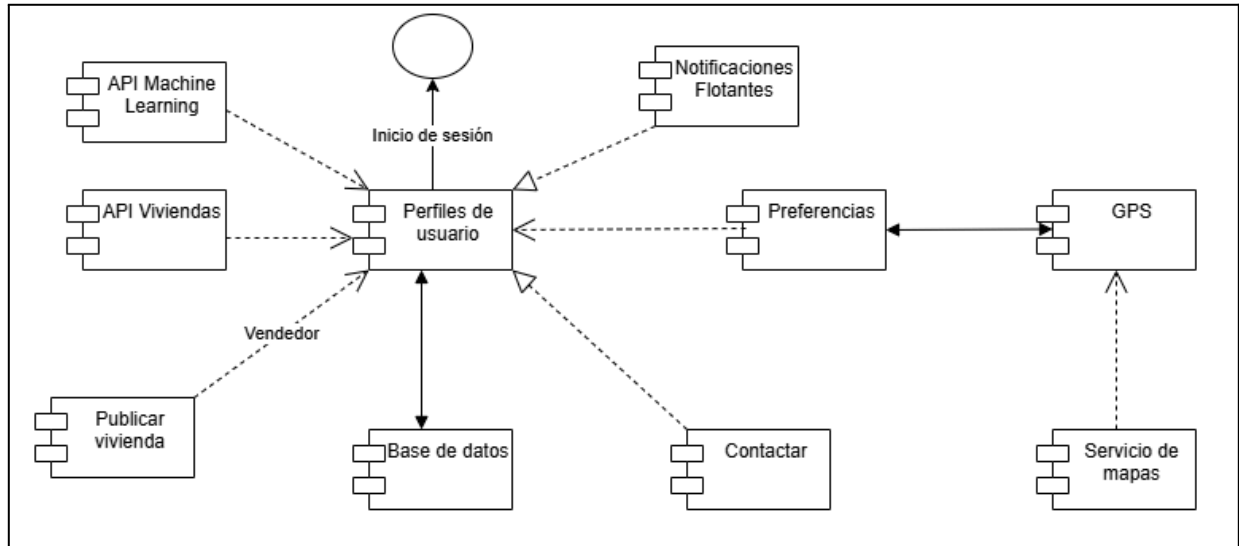 API Machine
Learning
Notificaciones
Flotantes
Inicio de sesión
API Viviendas
Perfiles de
usuario
Preferencias
GPS
Vendedor
Publicar
vivienda
Base de datos
Contactar
Servicio de
mapas